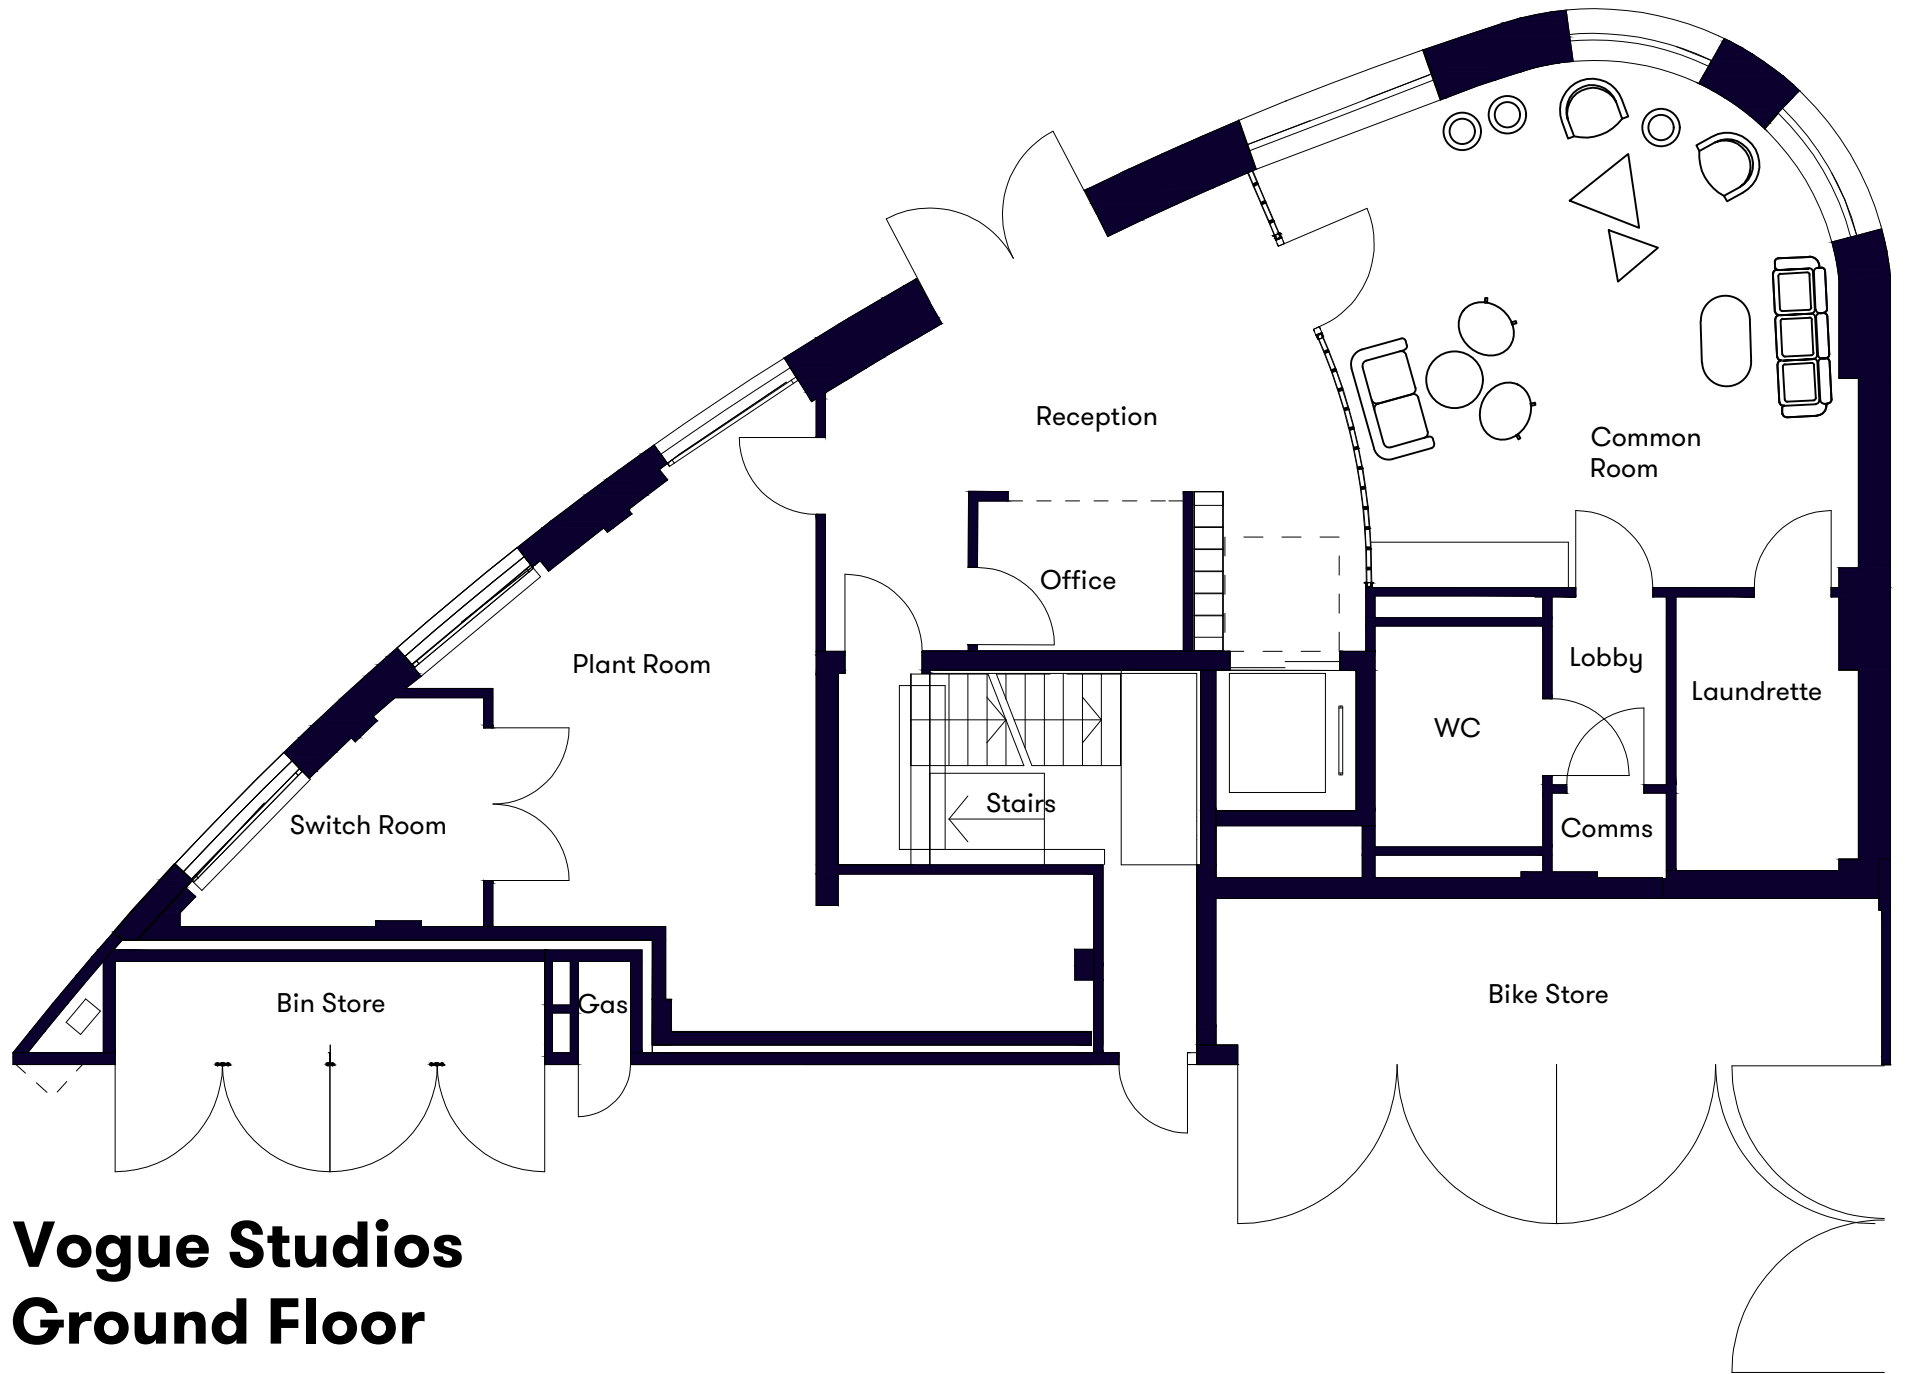 Reception
Common
Room
Office
Plant Room
Lobby
Laundrette
WC
Stairs
Switch Room
Comms
Bin Store
Gas
Bike Store
Vogue Studios
Ground Floor